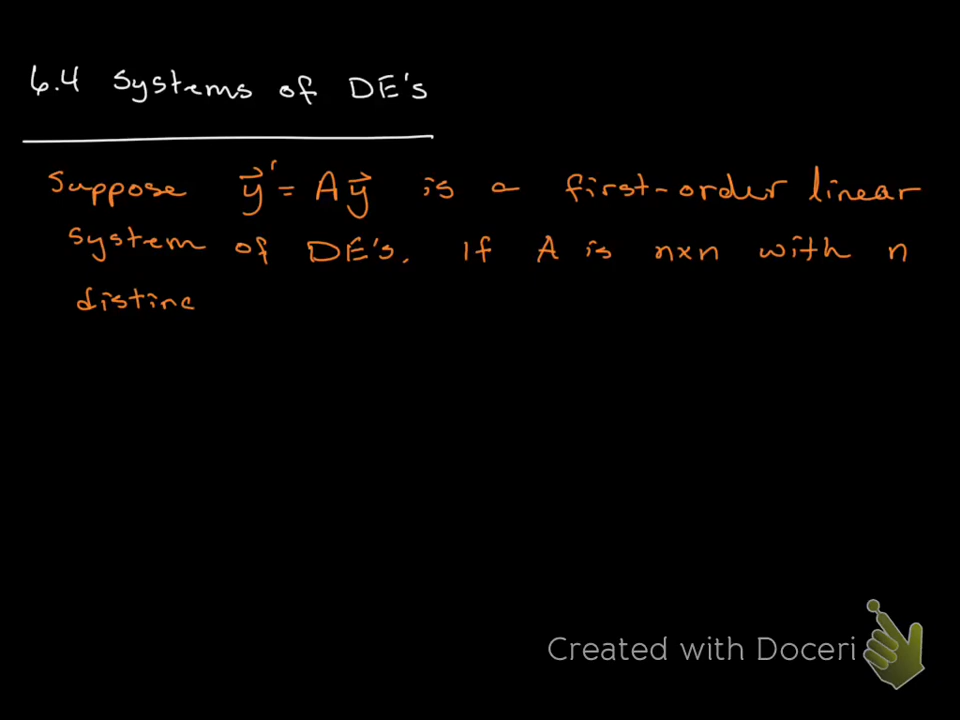 6.4 Systems of DE's
Suppose y⃗' = Ay⃗ is a first-order linear
system of DE's. If A is nxn with n
distinc
Created with Doceri